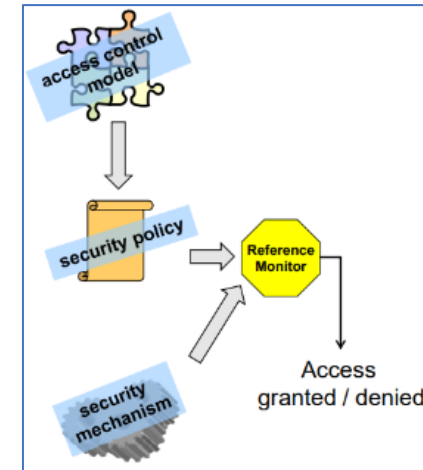 access control
model
security policy
Reference
Monitor
security
mechanism
Access
granted / denied